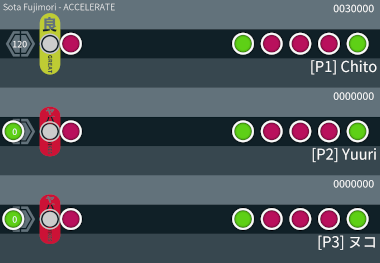 Sota Fujimori - ACCELERATE
0030000
良
120
GREAT
[P1] Chito
0000000
0
[P2] Yuuri
0000000
0
[P3] ヌコ